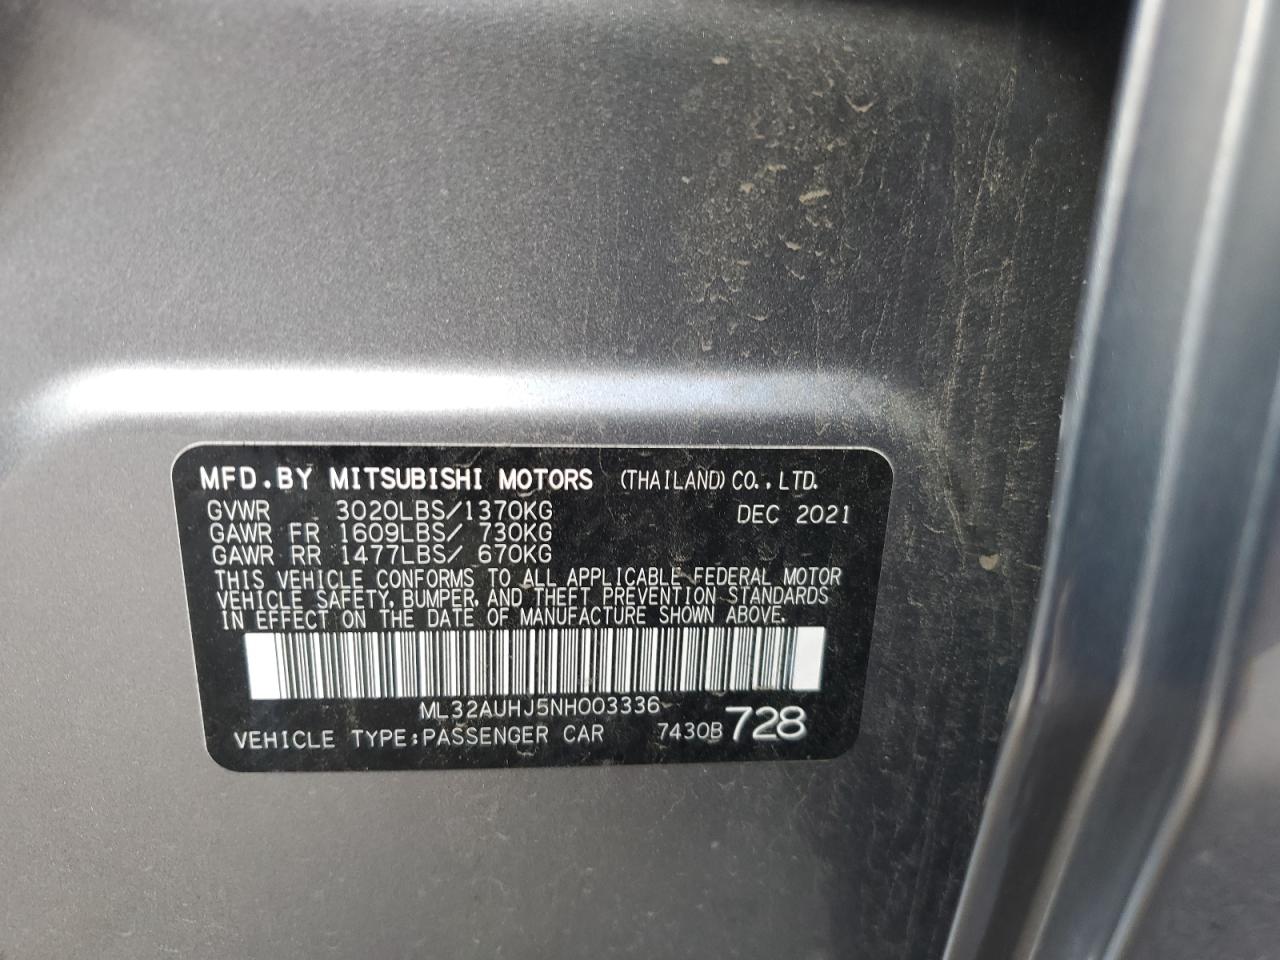 MFD.BY MITSUBISHI MOTORS (THAILAND) CO., LTD.
GVWR 3020LBS/1370KG DEC 2021
GAWR FR 1609LBS/ 730KG
GAWR RR 1477LBS/ 670KG
THIS VEHICLE CONFORMS TO ALL APPLICABLE FEDERAL MOTOR
VEHICLE SAFETY, BUMPER, AND THEFT PREVENTION STANDARDS
IN EFFECT ON THE DATE OF MANUFACTURE SHOWN ABOVE.
ML32AUHJ5NH003336
VEHICLE TYPE:PASSENGER CAR 7430B 728